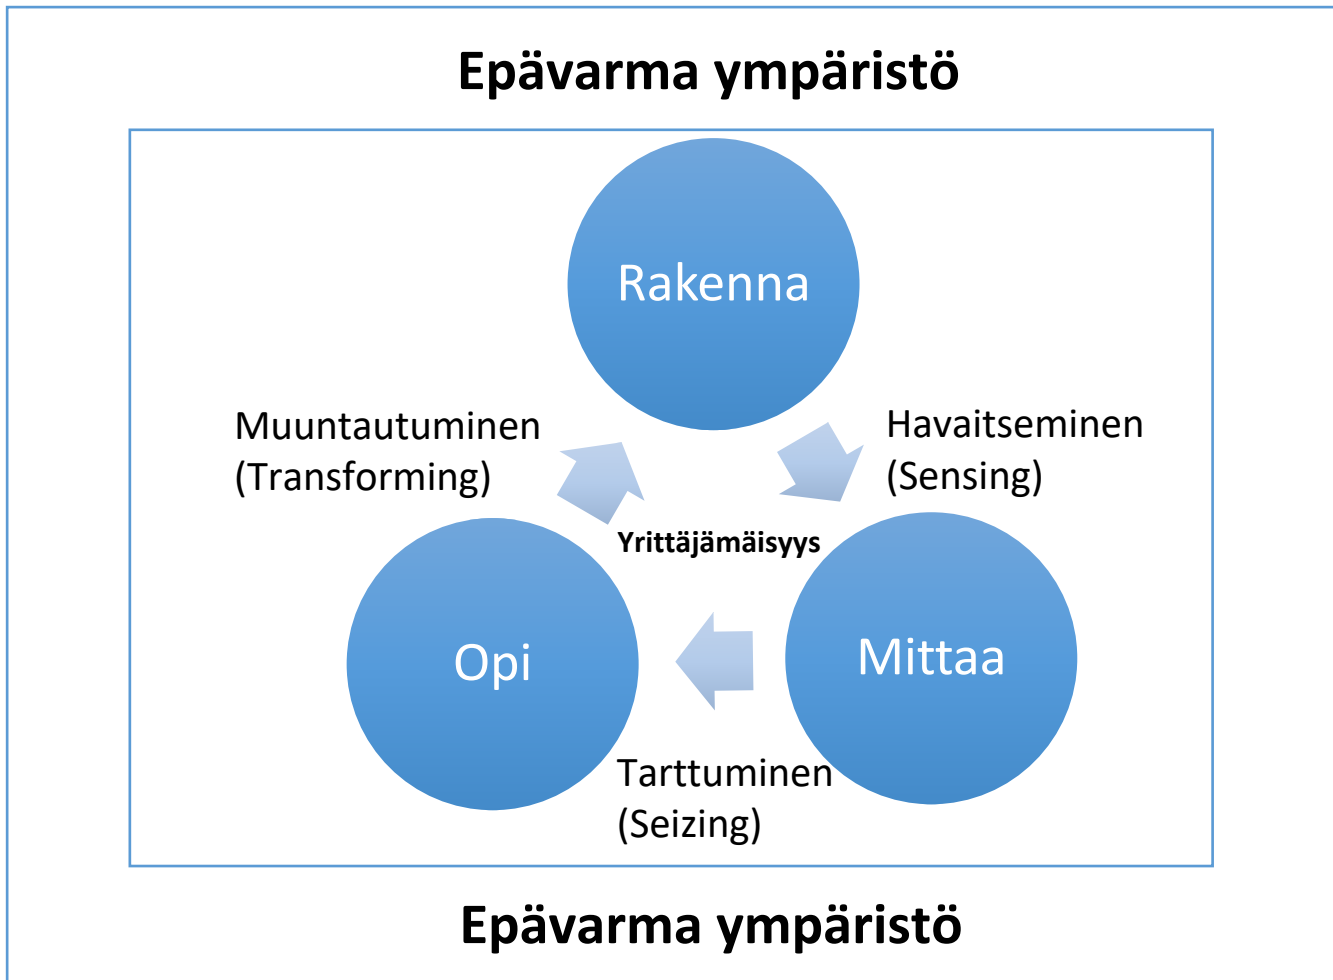 Epävarma ympäristö
Rakenna
Muuntautuminen
(Transforming)
Havaitseminen
(Sensing)
Yrittäjämäisyys
Opi
Mittaa
Tarttuminen
(Seizing)
Epävarma ympäristö